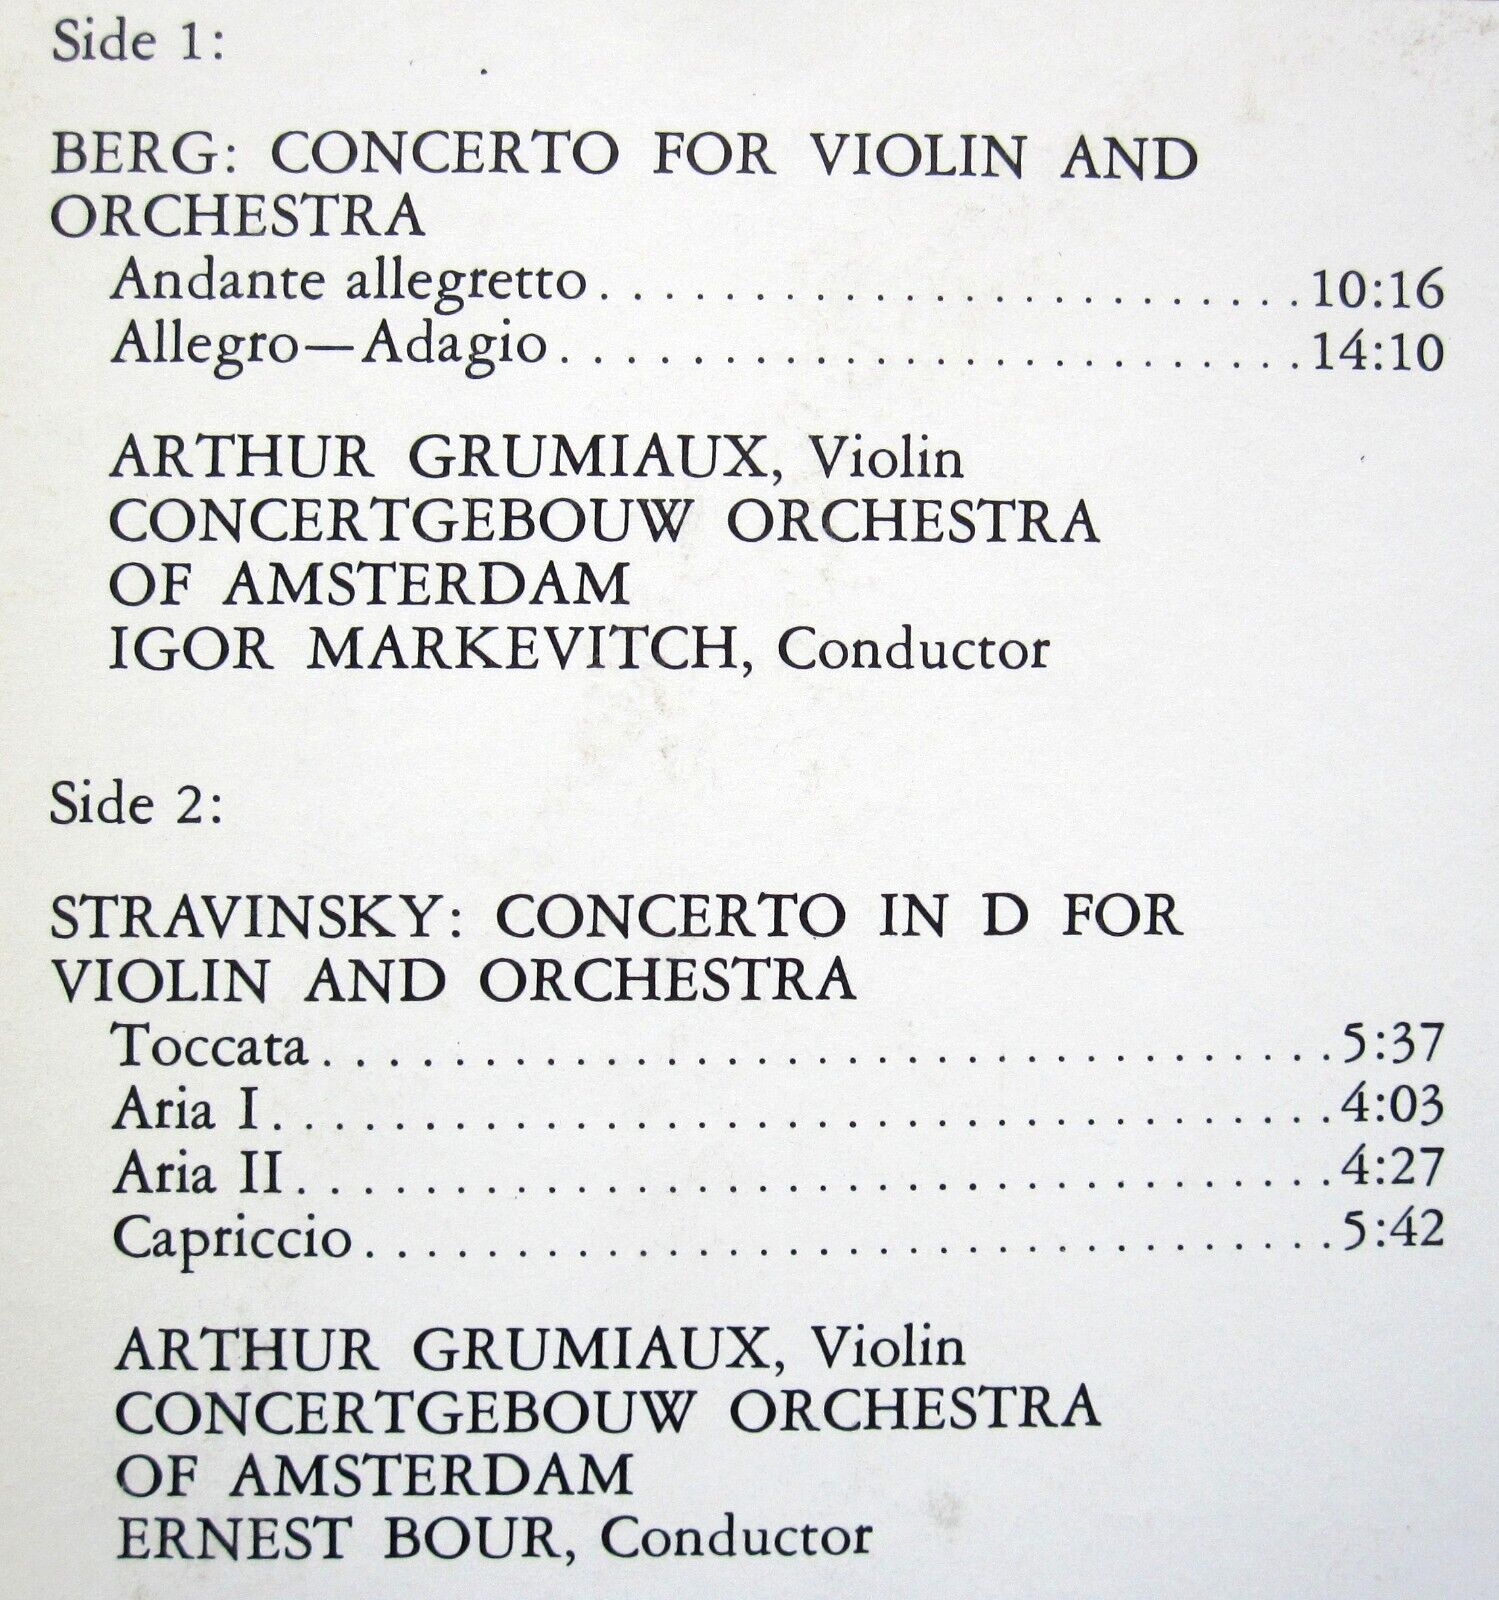 Side 1:
BERG: CONCERTO FOR VIOLIN AND
ORCHESTRA
Andante allegretto. . . . . . . . . . . . . . . . . . . . . . .10:16
Allegro—Adagio. . . . . . . . . . . . . . . . . . . . . . . .14:10
ARTHUR GRUMIAUX, Violin
CONCERTGEBOUW ORCHESTRA
OF AMSTERDAM
IGOR MARKEVITCH, Conductor
Side 2:
STRAVINSKY: CONCERTO IN D FOR
VIOLIN AND ORCHESTRA
Toccata. . . . . . . . . . . . . . . . . . . . . . . . . . . . . . . .5:37
Aria I. . . . . . . . . . . . . . . . . . . . . . . . . . . . . . . . . .4:03
Aria II. . . . . . . . . . . . . . . . . . . . . . . . . . . . . . . . .4:27
Capriccio. . . . . . . . . . . . . . . . . . . . . . . . . . . . . . .5:42
ARTHUR GRUMIAUX, Violin
CONCERTGEBOUW ORCHESTRA
OF AMSTERDAM
ERNEST BOUR, Conductor